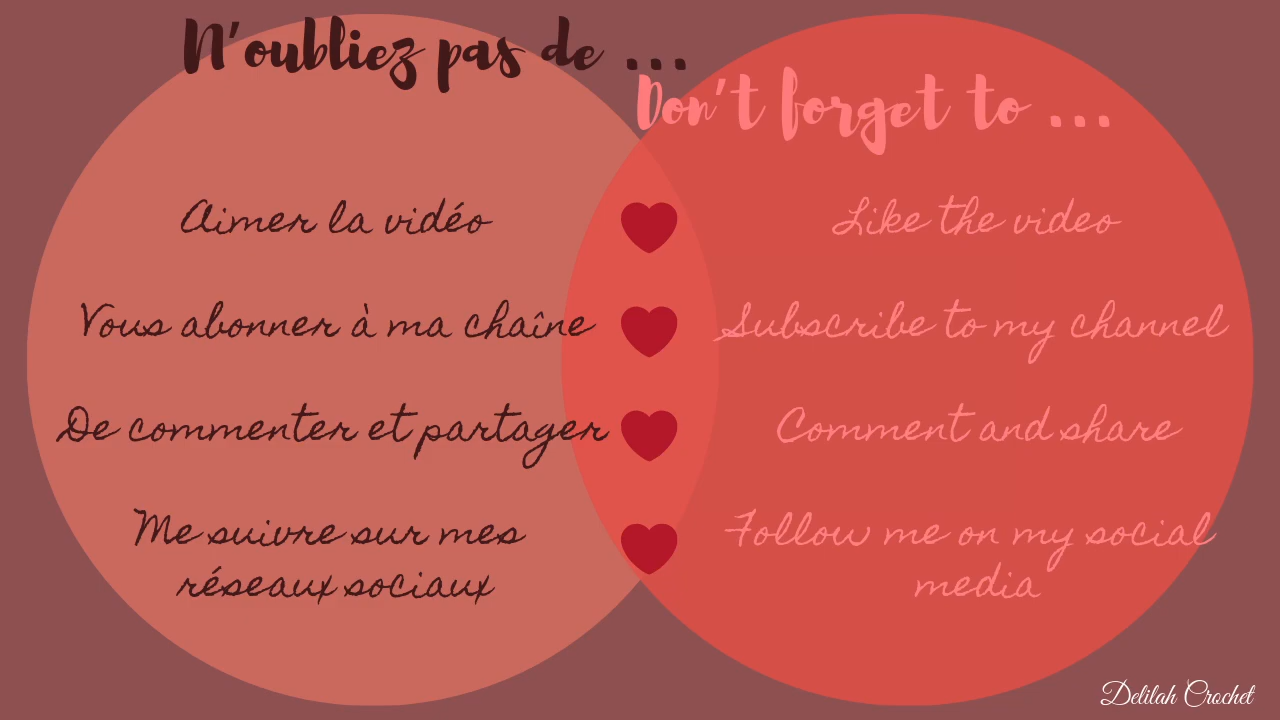 N'oubliez pas de ...
Aimer la vidéo
Vous abonner à ma chaîne
De commenter et partager
Me suivre sur mes
réseaux sociaux
Don't forget to ...
Like the video
Subscribe to my channel
Comment and share
Follow me on my social
media
Delilah Crochet